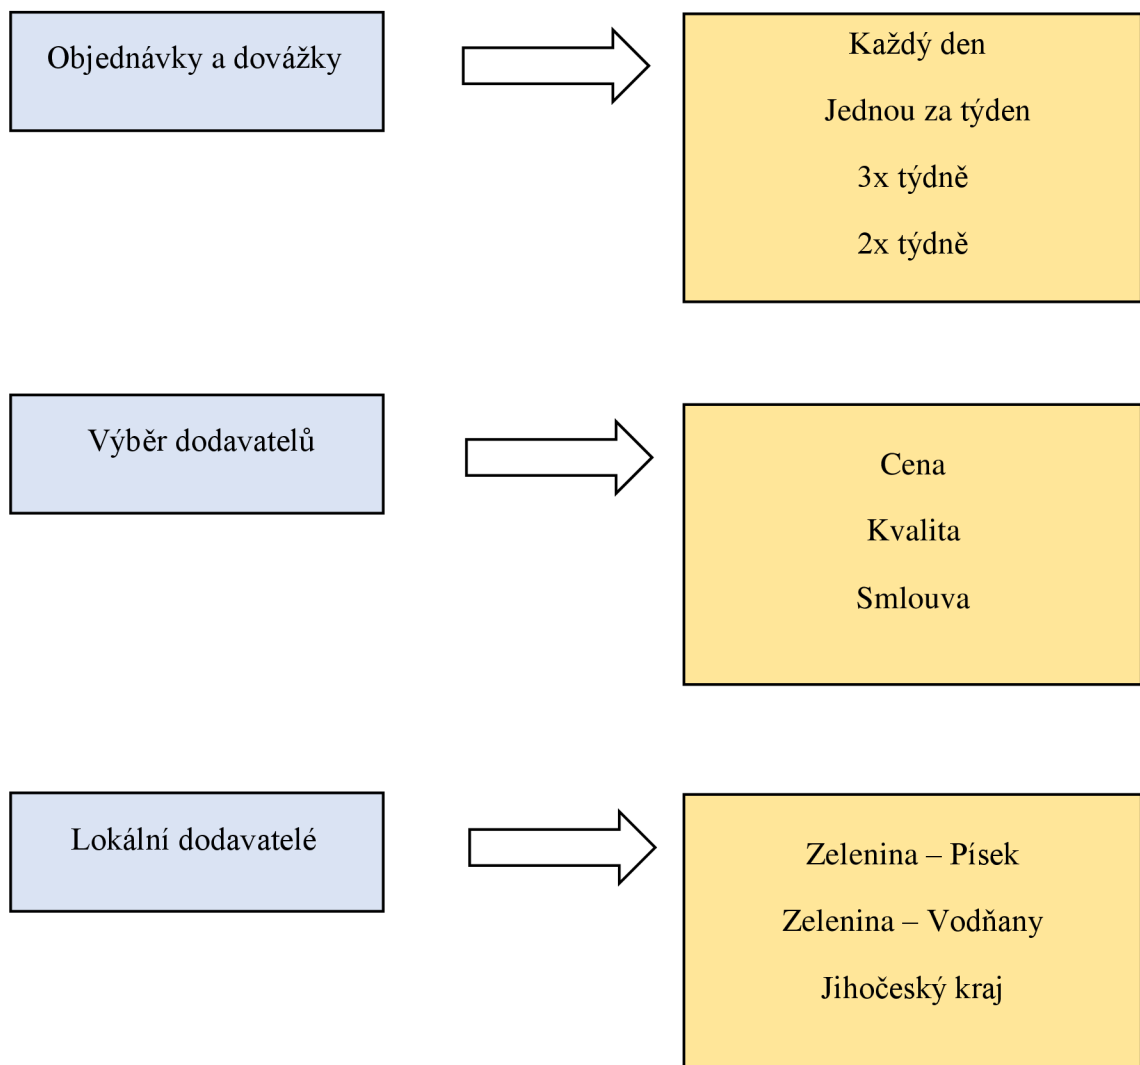 Objednávky a dovážky
Každý den
Jednou za týden
3x týdně
2x týdně
Výběr dodavatelů
Cena
Kvalita
Smlouva
Lokální dodavatelé
Zelenina – Písek
Zelenina – Vodňany
Jihočeský kraj